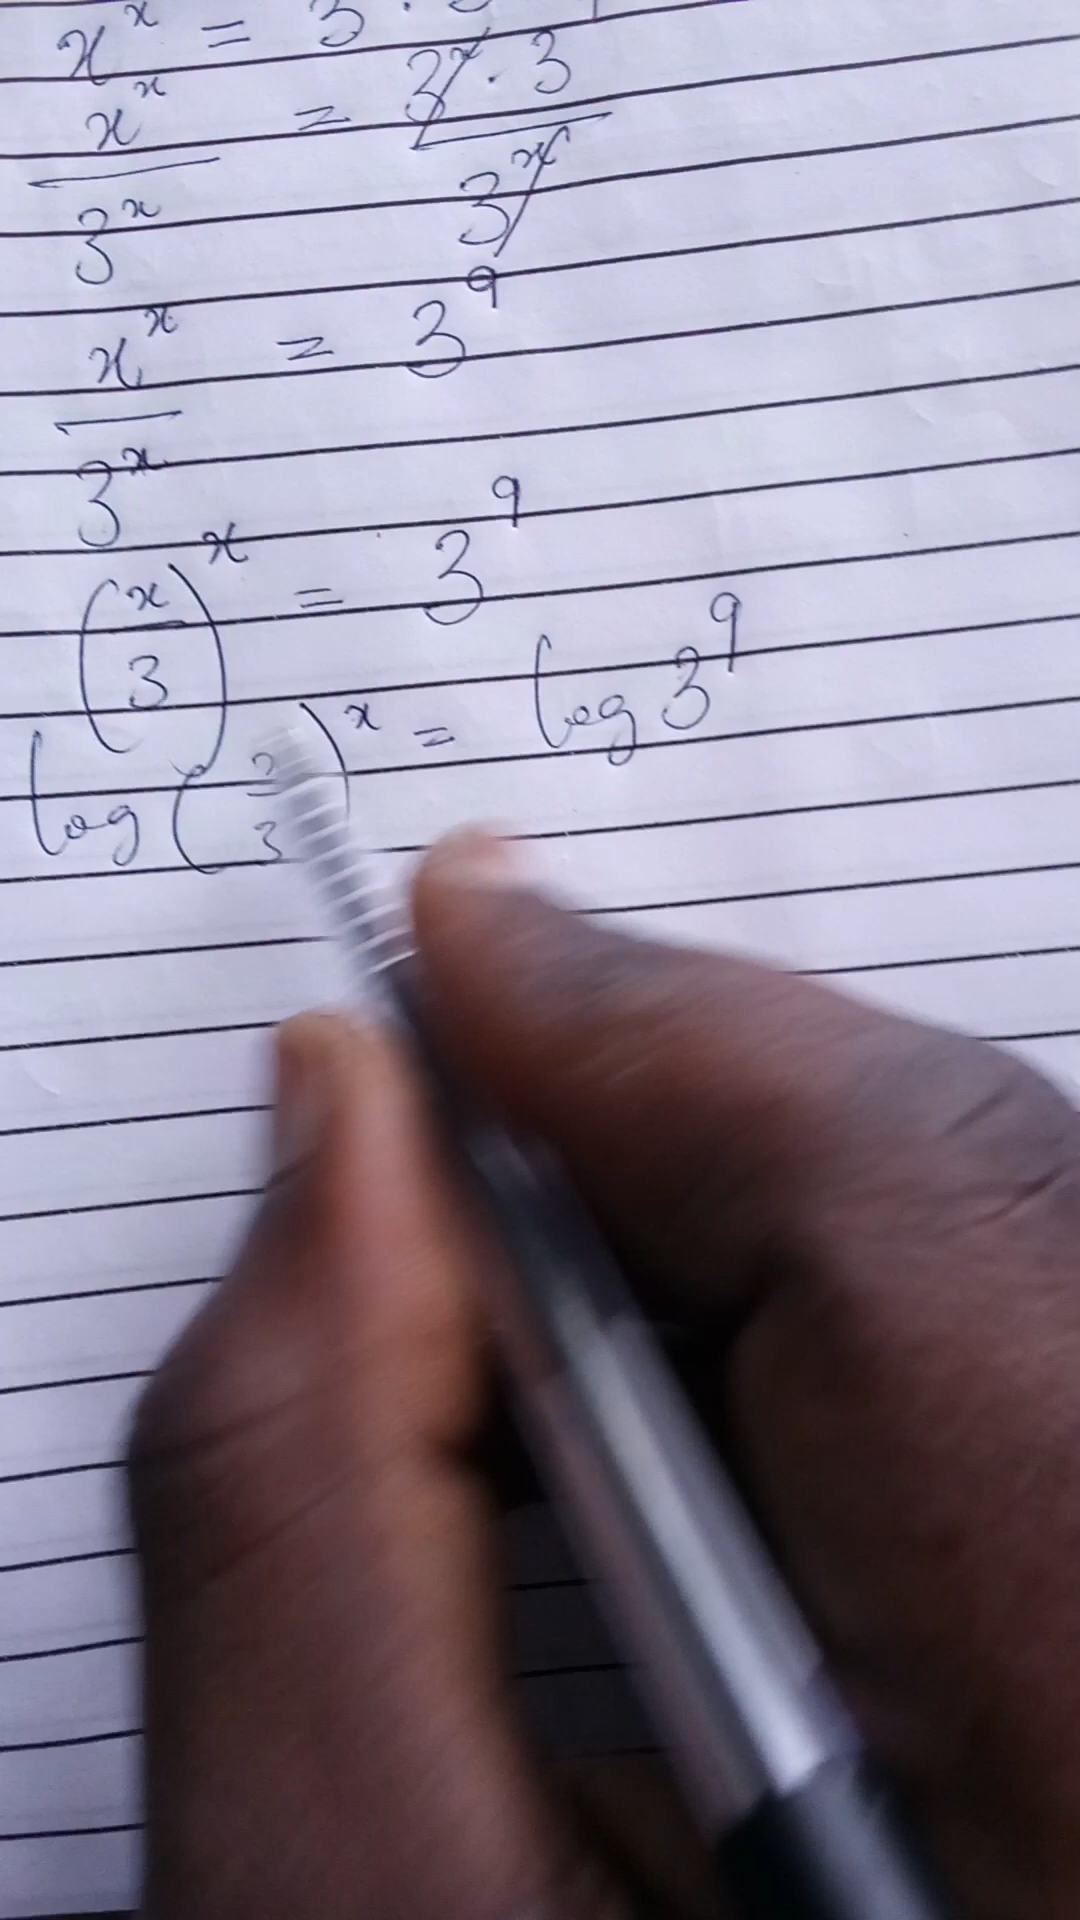 x^x = 3 ·
x^x / 3^x = 3^x · 3 / 3^x
x^x / 3^x = 3^9
(x/3)^x = 3^9
log( /3)^x = log 3^9